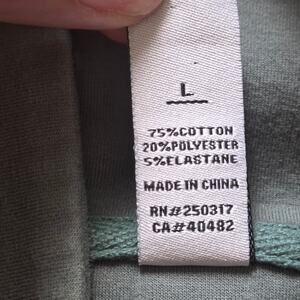 L
75%COTTON
20%POLYESTER
5%ELASTANE
MADE IN CHINA
RN#250317
CA#40482